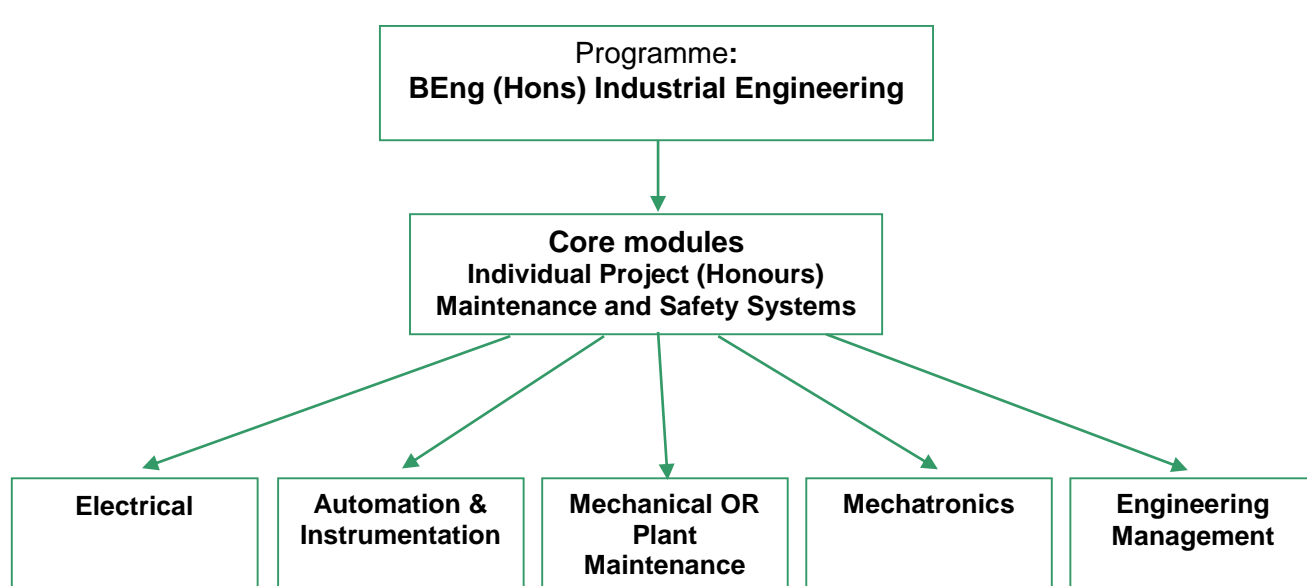 Programme:
BEng (Hons) Industrial Engineering
Core modules
Individual Project (Honours)
Maintenance and Safety Systems
Electrical
Automation &
Instrumentation
Mechanical OR
Plant
Maintenance
Mechatronics
Engineering
Management